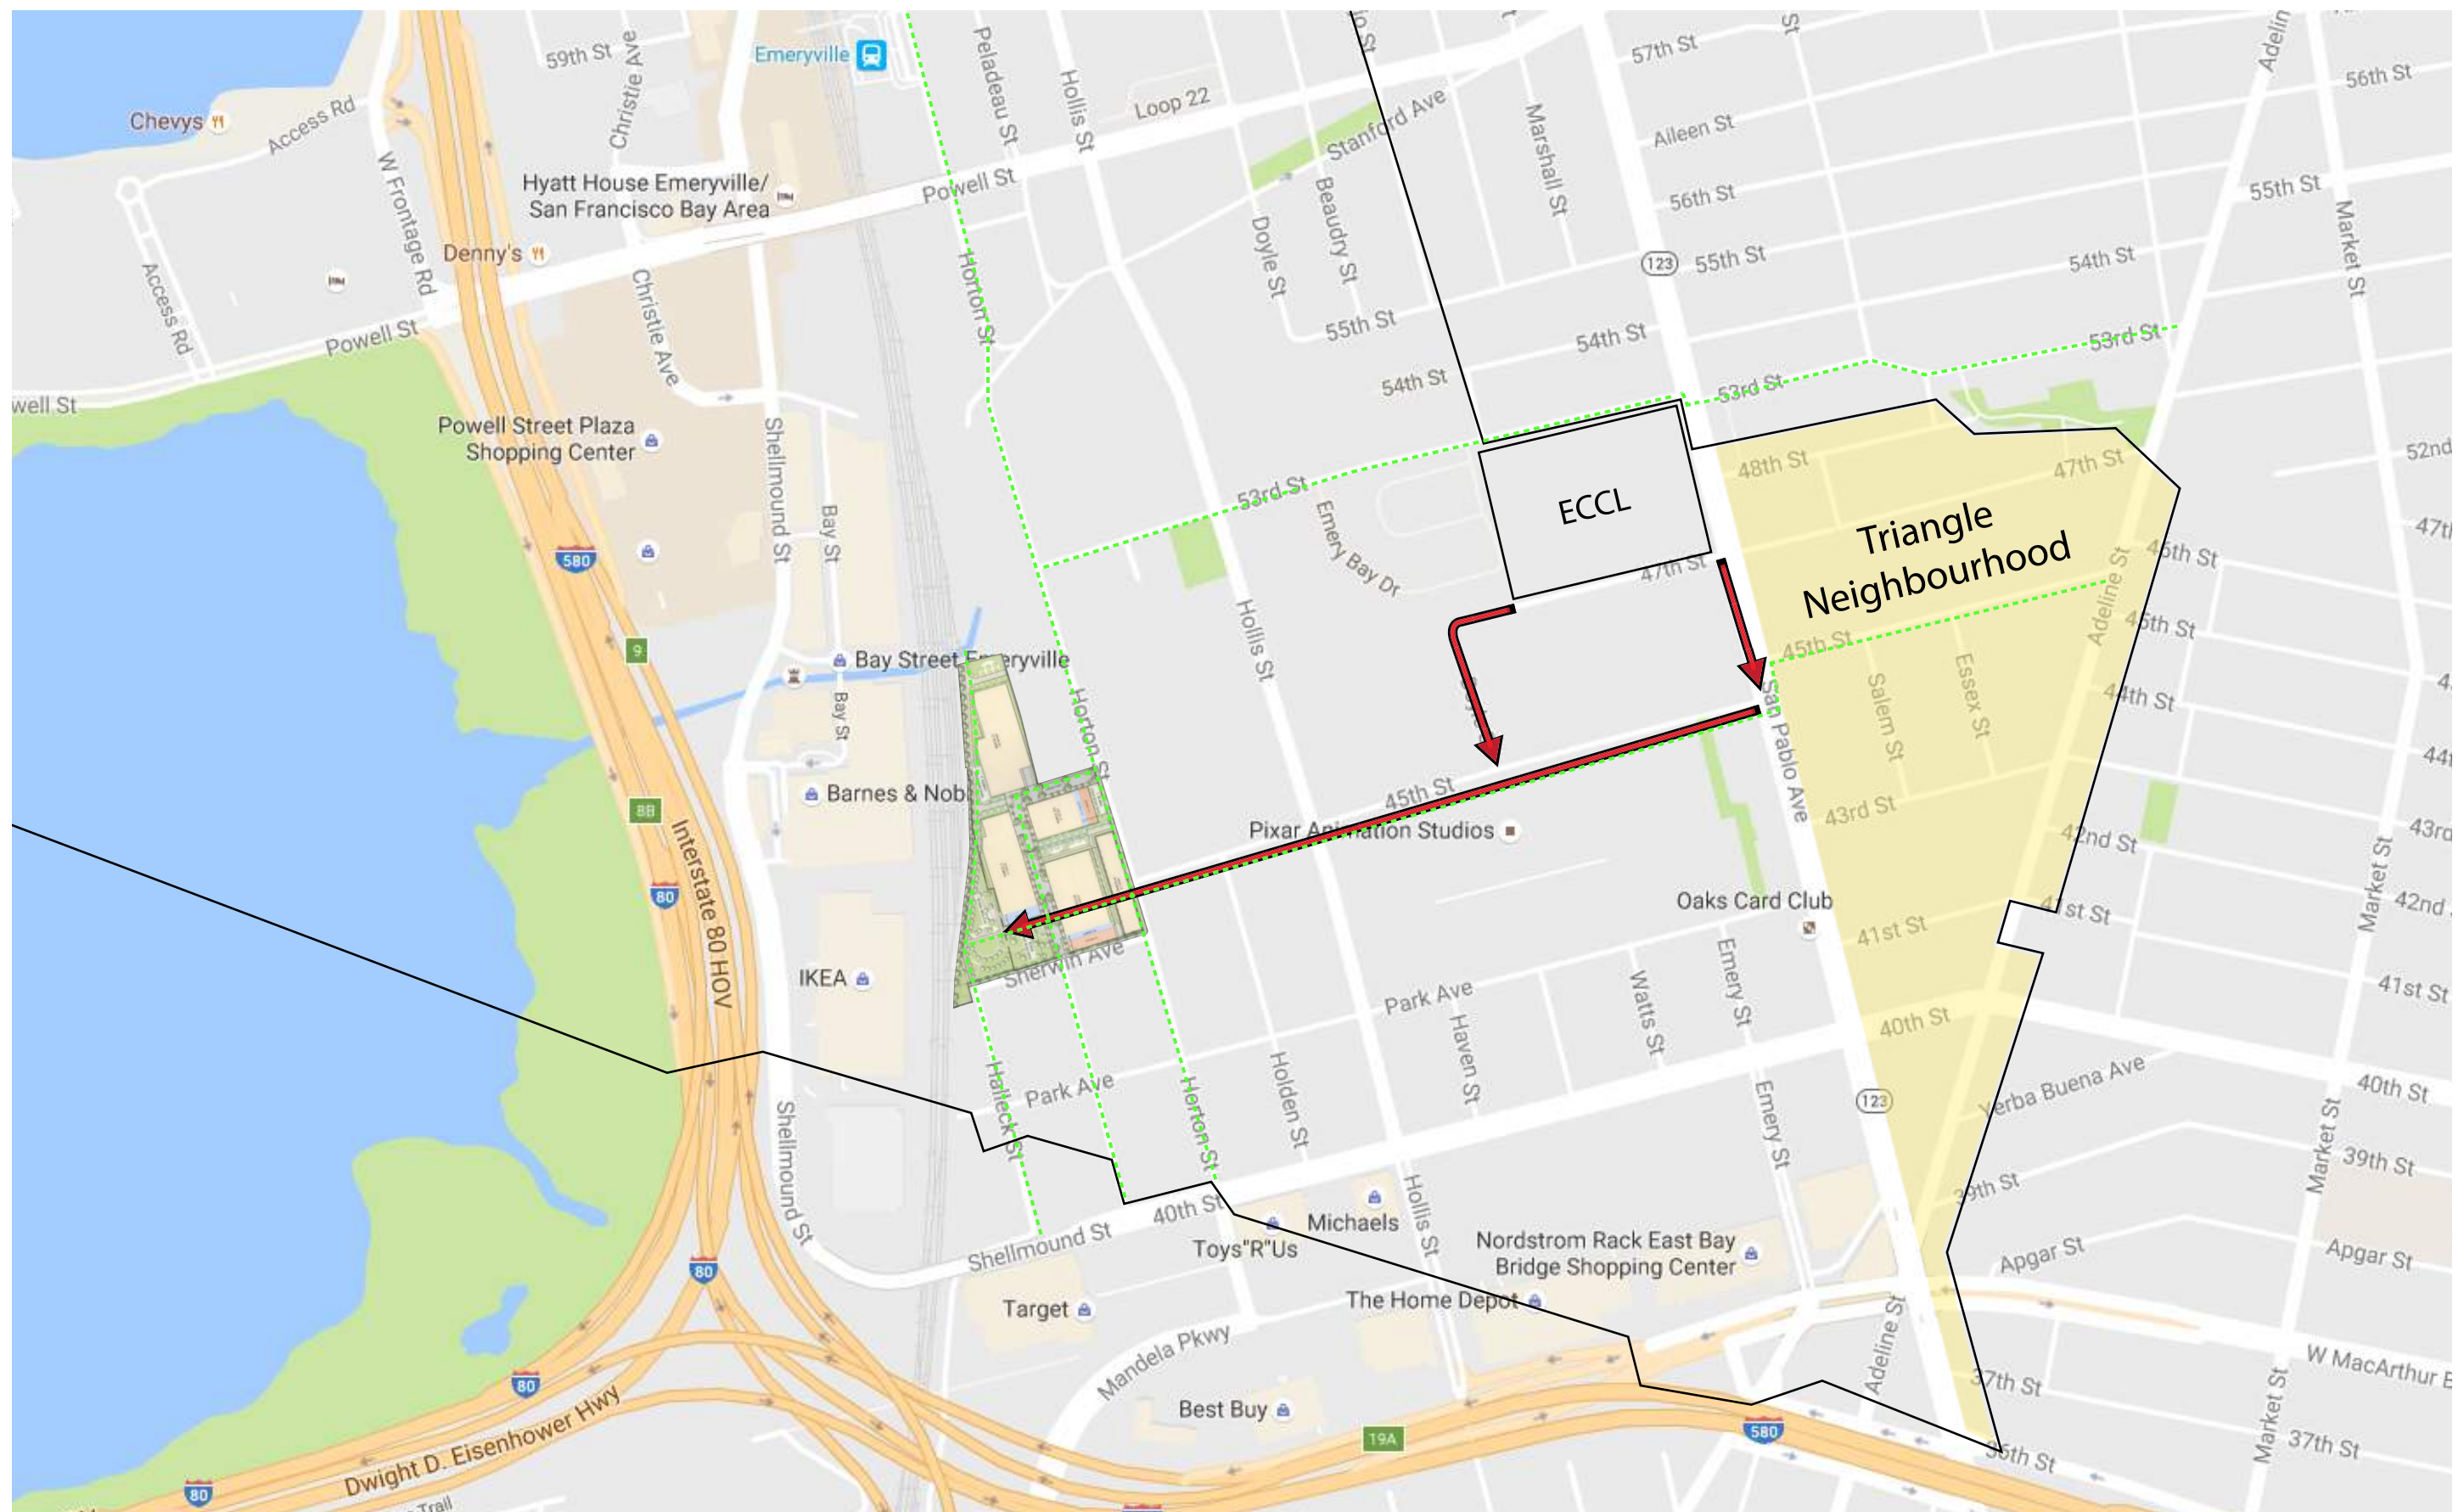 59th St
Christie Ave
Emeryville
Peladeau St
Hollis St
Loop 22
Stanford Ave
Marshall St
57th St
Adelin
56th St
Chevys
Access Rd
W Frontage Rd
Hyatt House Emeryville/
San Francisco Bay Area
Powell St
Beaudry St
Doyle St
Aileen St
56th St
55th St
Market St
Denny's
Access Rd
Christie Ave
Horton St
123
55th St
54th St
55th St
54th St
54th St
53rd St
53rd St
Powell St
well St
Powell Street Plaza
Shopping Center
Shellmound St
Bay St
53rd St
Emery Bay Dr
ECCL
48th St
47th St
52nd
47th
Triangle
Neighbourhood
580
9
47th St
46th St
45th St
Adeline St
45th St
Bay Street Emeryville
Bay St
Horton St
Hollis St
San Pablo Ave
Salem St
Essex St
44th St
44t
8B
Barnes & Nobl
45th St
Pixar Animation Studios
43rd St
42nd St
43rd
Interstate 80 HOV
80
Oaks Card Club
41st St
41st St
42nd
Market St
IKEA
Sherwin Ave
Park Ave
Watts St
Emery St
41st St
40th St
Halleck St
Park Ave
Horton St
Holden St
Haven St
Emery St
123
Yerba Buena Ave
40th St
Shellmound St
Market St
39th St
39th St
40th St
Shellmound St
Michaels
Toys"R"Us
Hollis St
Nordstrom Rack East Bay
Bridge Shopping Center
Apgar St
Apgar St
80
Target
The Home Depot
Mandela Pkwy
Adeline St
W MacArthur B
80
Dwight D. Eisenhower Hwy
Best Buy
19A
580
37th St
Market St
37th St
36th St
80
Trail